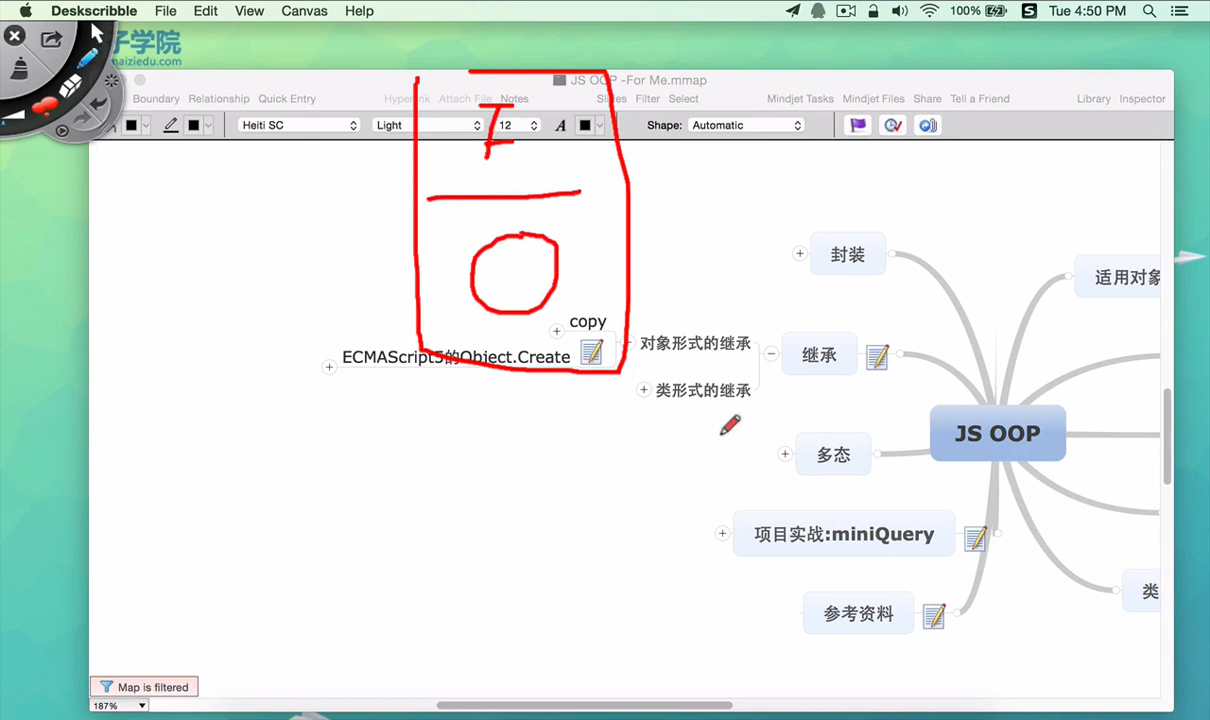 Deskscribble File Edit View Canvas Help 100% S Tue 4:50 PM
子学院
maiziedu.com
JS OOP -For Me.mmap
Boundary Relationship Quick Entry Hyperlink Attach File Notes Slides Filter Select Mindjet Tasks Mindjet Files Share Tell a Friend Library Inspector
Heiti SC Light 12 A Shape: Automatic
I
封装
适用对象
copy
对象形式的继承
继承
ECMAScript5的Object.Create
类形式的继承
JS OOP
多态
项目实战:miniQuery
类
参考资料
Map is filtered
187%